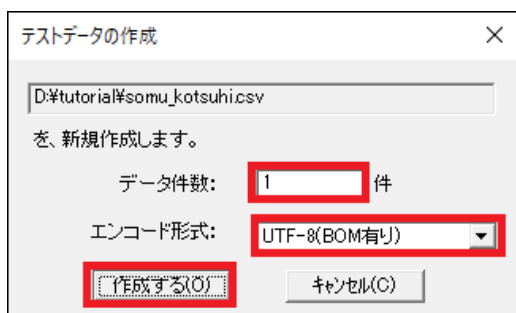 テストデータの作成
D:¥tutorial¥somu_kotsuhi.csv
を、新規作成します。
データ件数: 1 件
エンコード形式: UTF-8(BOM有り)
作成する(O) キャンセル(C)